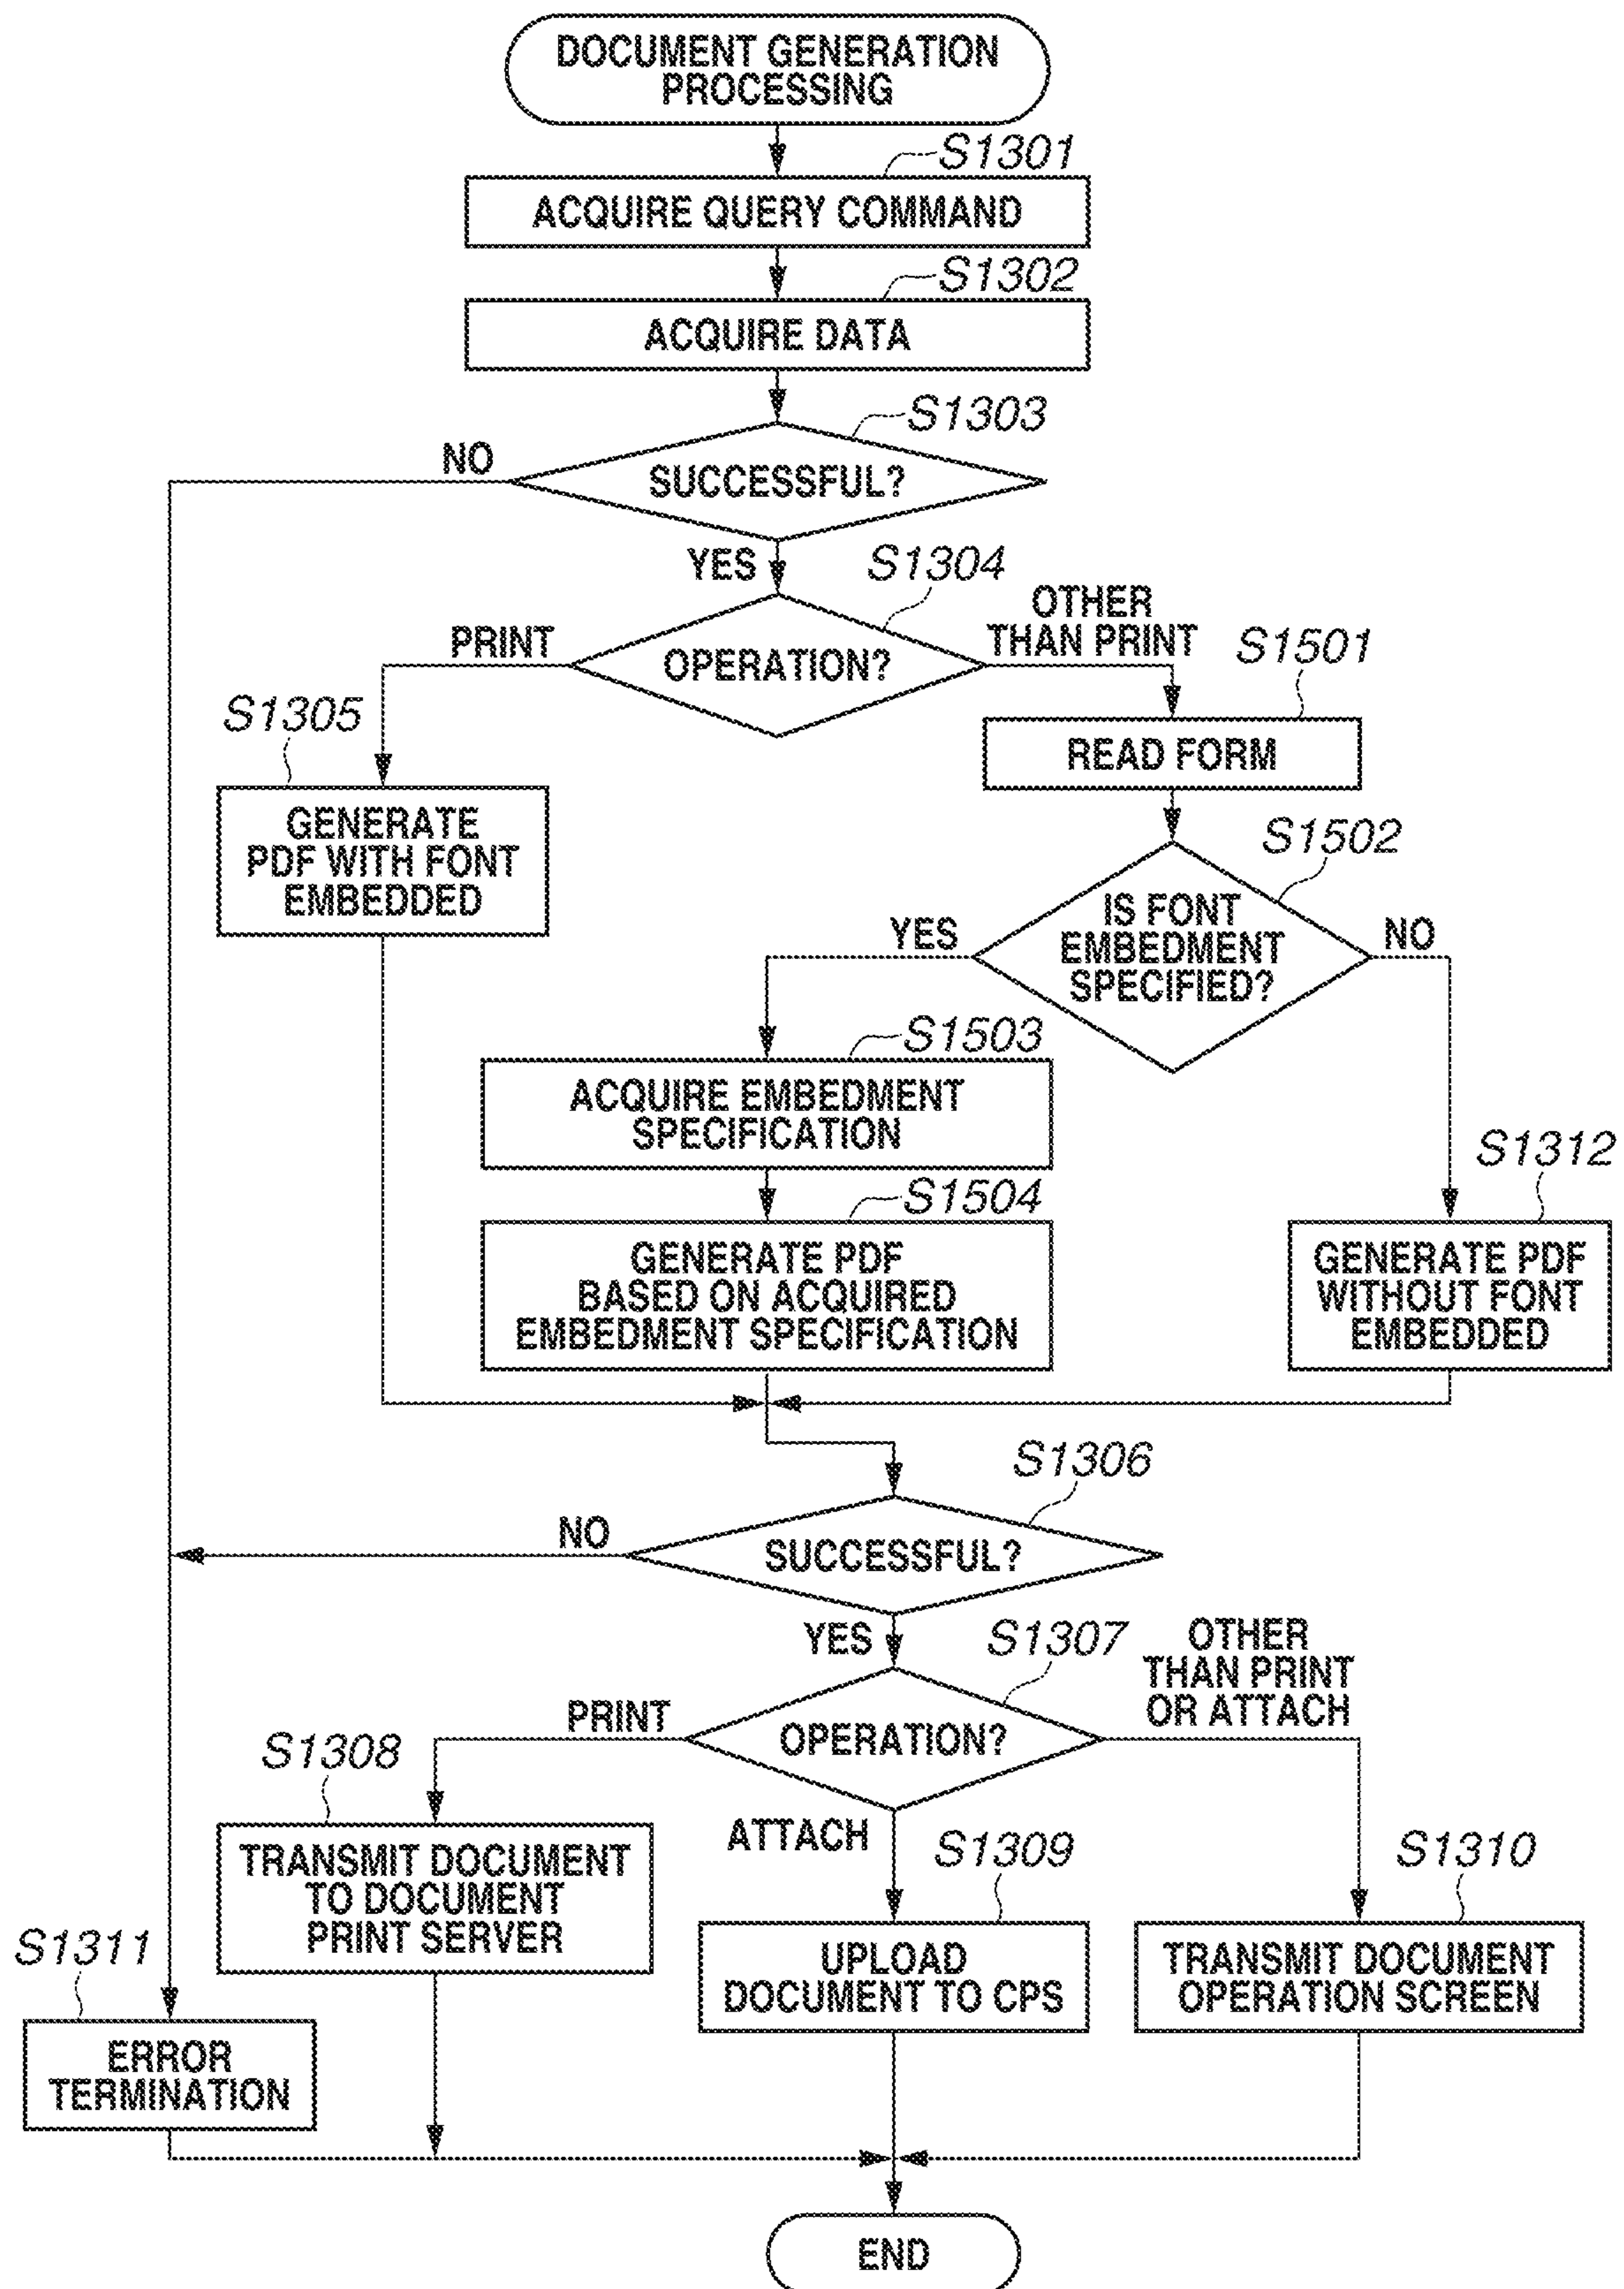 DOCUMENT GENERATION
PROCESSING
S1301
ACQUIRE QUERY COMMAND
S1302
ACQUIRE DATA
S1303
NO
SUCCESSFUL?
YES
S1304
PRINT
OPERATION?
OTHER
THAN PRINT
S1501
S1305
READ FORM
GENERATE
PDF WITH FONT
EMBEDDED
S1502
YES
IS FONT
EMBEDMENT
SPECIFIED?
NO
S1503
ACQUIRE EMBEDMENT
SPECIFICATION
S1312
S1504
GENERATE PDF
BASED ON ACQUIRED
EMBEDMENT SPECIFICATION
GENERATE PDF
WITHOUT FONT
EMBEDDED
S1306
NO
SUCCESSFUL?
YES
S1307
OTHER
THAN PRINT
OR ATTACH
PRINT
OPERATION?
S1308
ATTACH
S1309
S1310
TRANSMIT DOCUMENT
TO DOCUMENT
PRINT SERVER
S1311
UPLOAD
DOCUMENT TO CPS
TRANSMIT DOCUMENT
OPERATION SCREEN
ERROR
TERMINATION
END